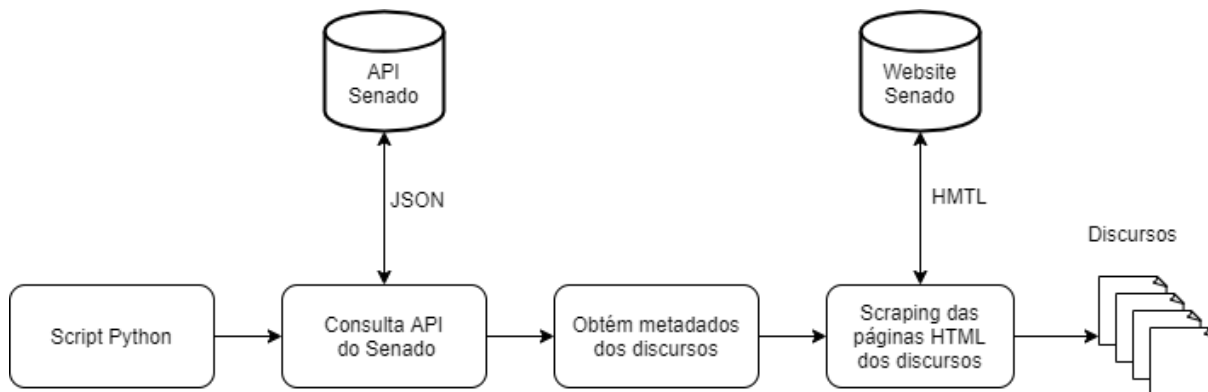 API
Senado
Website
Senado
JSON
HMTL
Discursos
Script Python
Consulta API
do Senado
Obtém metadados
dos discursos
Scraping das
páginas HTML
dos discursos